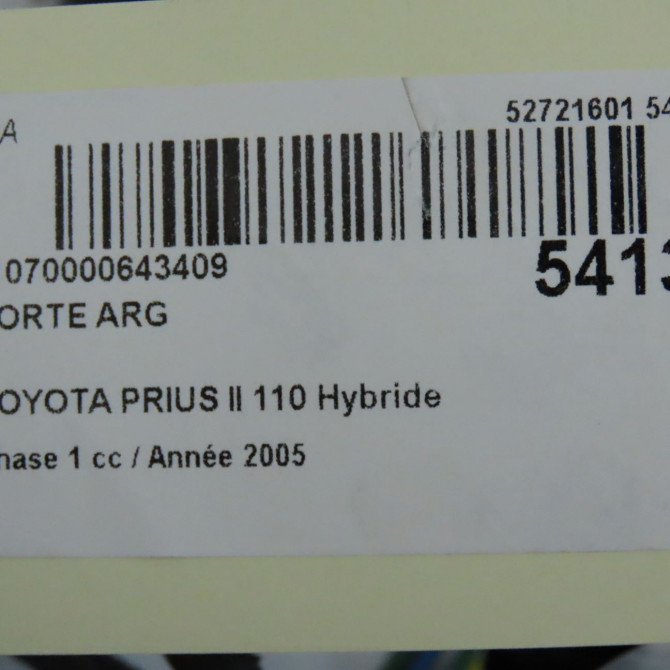 A
52721601 54
070000643409
5413
ORTE ARG
OYOTA PRIUS II 110 Hybride
hase 1 cc / Année 2005